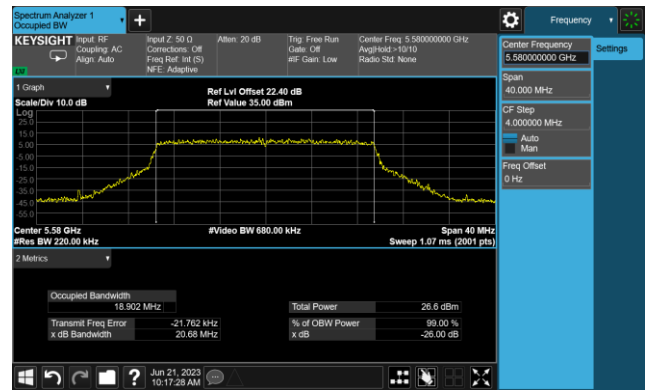 Spectrum Analyzer 1
Occupied BW
Frequency
KEYSIGHT
Input: RF
Coupling: AC
Align: Auto
Input Z: 50 Ω
Corrections: Off
Freq Ref: Int (S)
NFE: Adaptive
Atten: 20 dB
Trig: Free Run
Gate: Off
#IF Gain: Low
Center Freq: 5.580000000 GHz
Avg|Hold:>10/10
Radio Std: None
Center Frequency
5.580000000 GHz
Settings
Span
40.000 MHz
CF Step
4.000000 MHz
Auto
Man
Freq Offset
0 Hz
1 Graph
Scale/Div 10.0 dB
Ref Lvl Offset 22.40 dB
Ref Value 35.00 dBm
Log
25.0
15.0
5.00
-5.00
-15.0
-25.0
-35.0
-45.0
-55.0
Center 5.58 GHz
#Video BW 680.00 kHz
Span 40 MHz
#Res BW 220.00 kHz
Sweep 1.07 ms (2001 pts)
2 Metrics
Occupied Bandwidth
18.902 MHz
Total Power
26.6 dBm
Transmit Freq Error
-21.762 kHz
% of OBW Power
99.00 %
x dB Bandwidth
20.68 MHz
x dB
-26.00 dB
?
Jun 21, 2023
10:17:28 AM